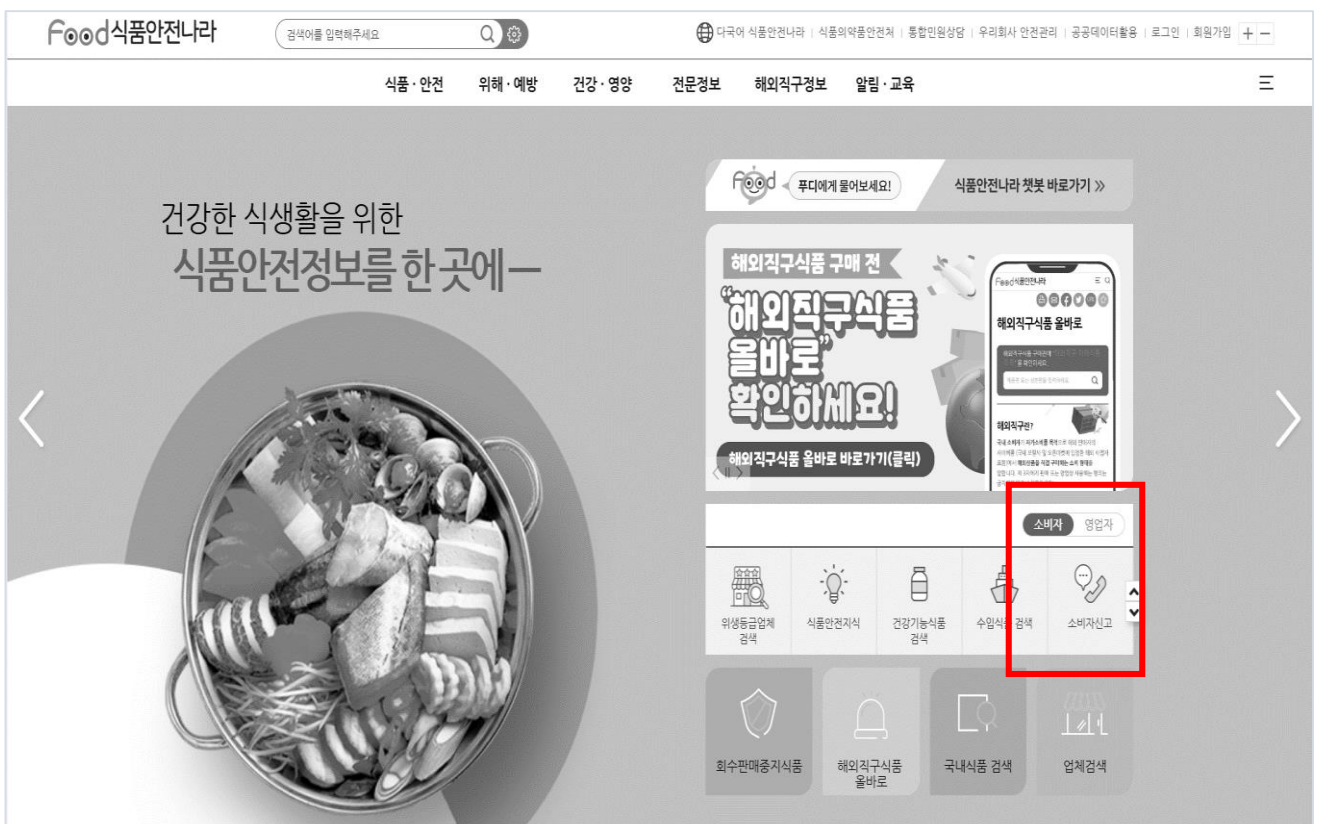 Food식품안전나라
검색어를 입력해주세요
다국어 식품안전나라 | 식품의약품안전처 | 통합민원상담 | 우리회사 안전관리 | 공공데이터활용 | 로그인 | 회원가입 + −
식품·안전 위해·예방 건강·영양 전문정보 해외직구정보 알림·교육
건강한 식생활을 위한
식품안전정보를 한 곳에
Food 푸디에게 물어보세요! 식품안전나라 챗봇 바로가기 »
해외직구식품 구매 전
“해외직구식품
올바로”
확인하세요!
해외직구식품 올바로 바로가기(클릭)
Food식품안전나라
해외직구식품 올바로
해외직구란?
소비자 영업자
위생등급업체
검색
식품안전지식
건강기능식품
검색
수입식품 검색
소비자신고
회수판매중지식품
해외직구식품
올바로
국내식품 검색
업체검색